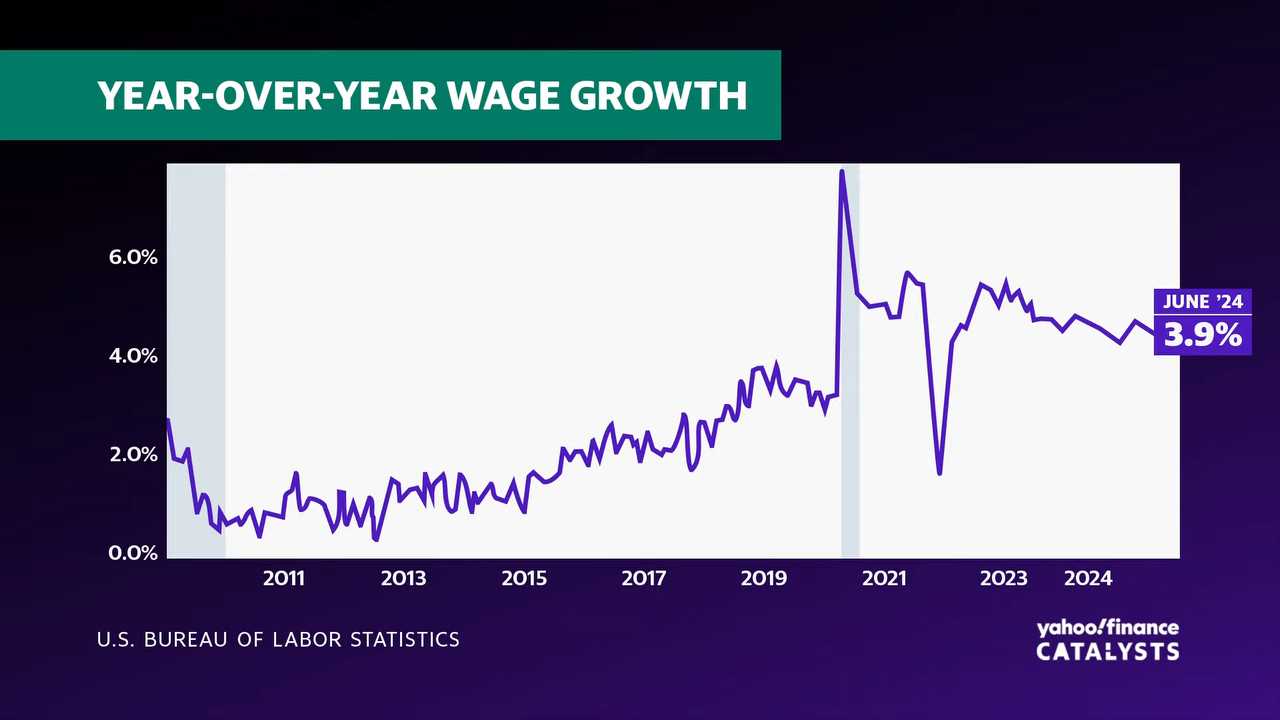 YEAR-OVER-YEAR WAGE GROWTH
6.0%
4.0%
2.0%
0.0%
JUNE ’24
3.9%
2011 2013 2015 2017 2019 2021 2023 2024
U.S. BUREAU OF LABOR STATISTICS
yahoo!finance
CATALYSTS